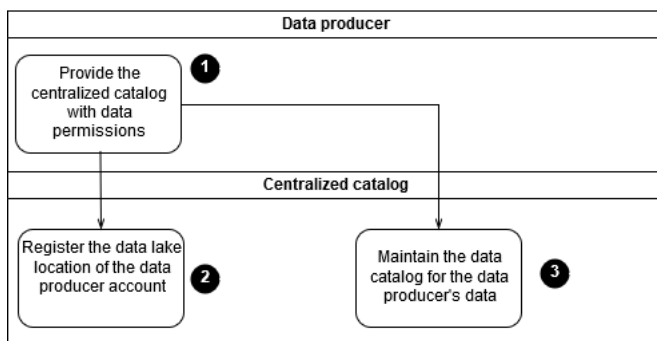 Data producer
Provide the
centralized catalog
with data
permissions
1
Centralized catalog
Register the data lake
location of the data
producer account
2
Maintain the data
catalog for the data
producer's data
3